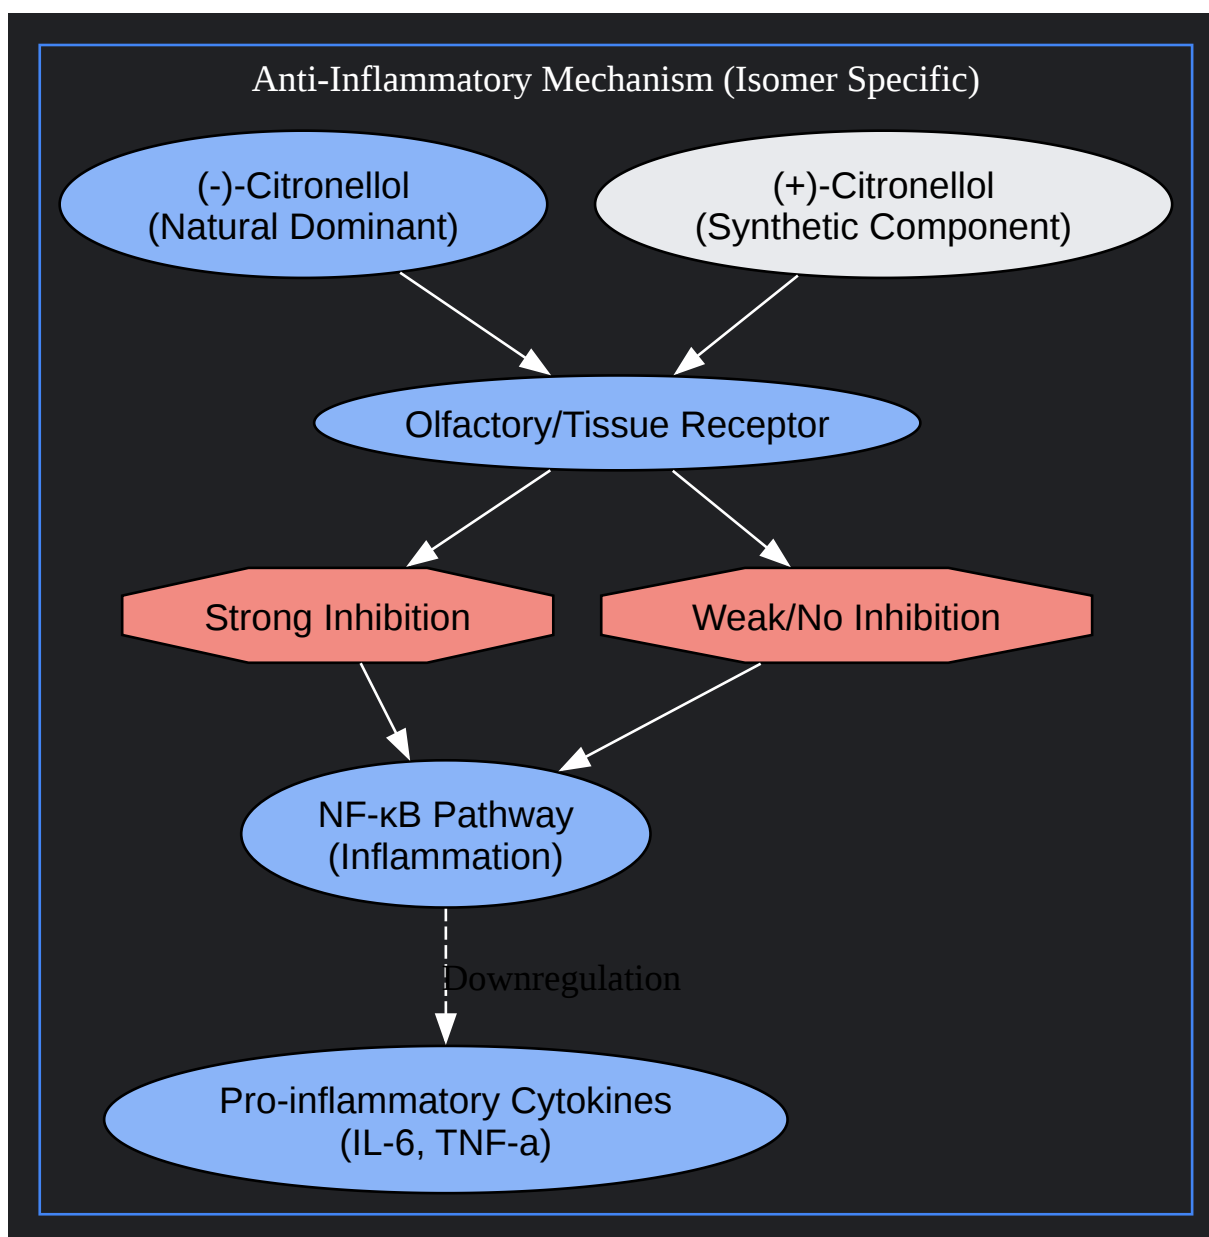 Anti-Inflammatory Mechanism (Isomer Specific)
(-)-Citronellol
(Natural Dominant)
(+)-Citronellol
(Synthetic Component)
Olfactory/Tissue Receptor
Strong Inhibition
Weak/No Inhibition
NF-κB Pathway
(Inflammation)
Downregulation
Pro-inflammatory Cytokines
(IL-6, TNF-a)